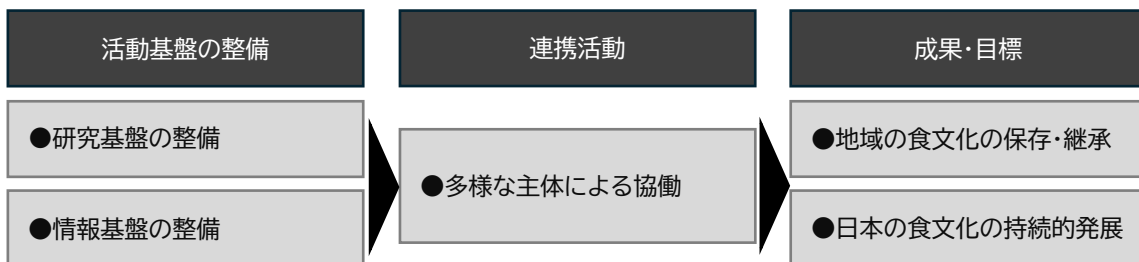 活動基盤の整備
連携活動
成果・目標
●研究基盤の整備
●情報基盤の整備
●多様な主体による協働
●地域の食文化の保存・継承
●日本の食文化の持続的発展